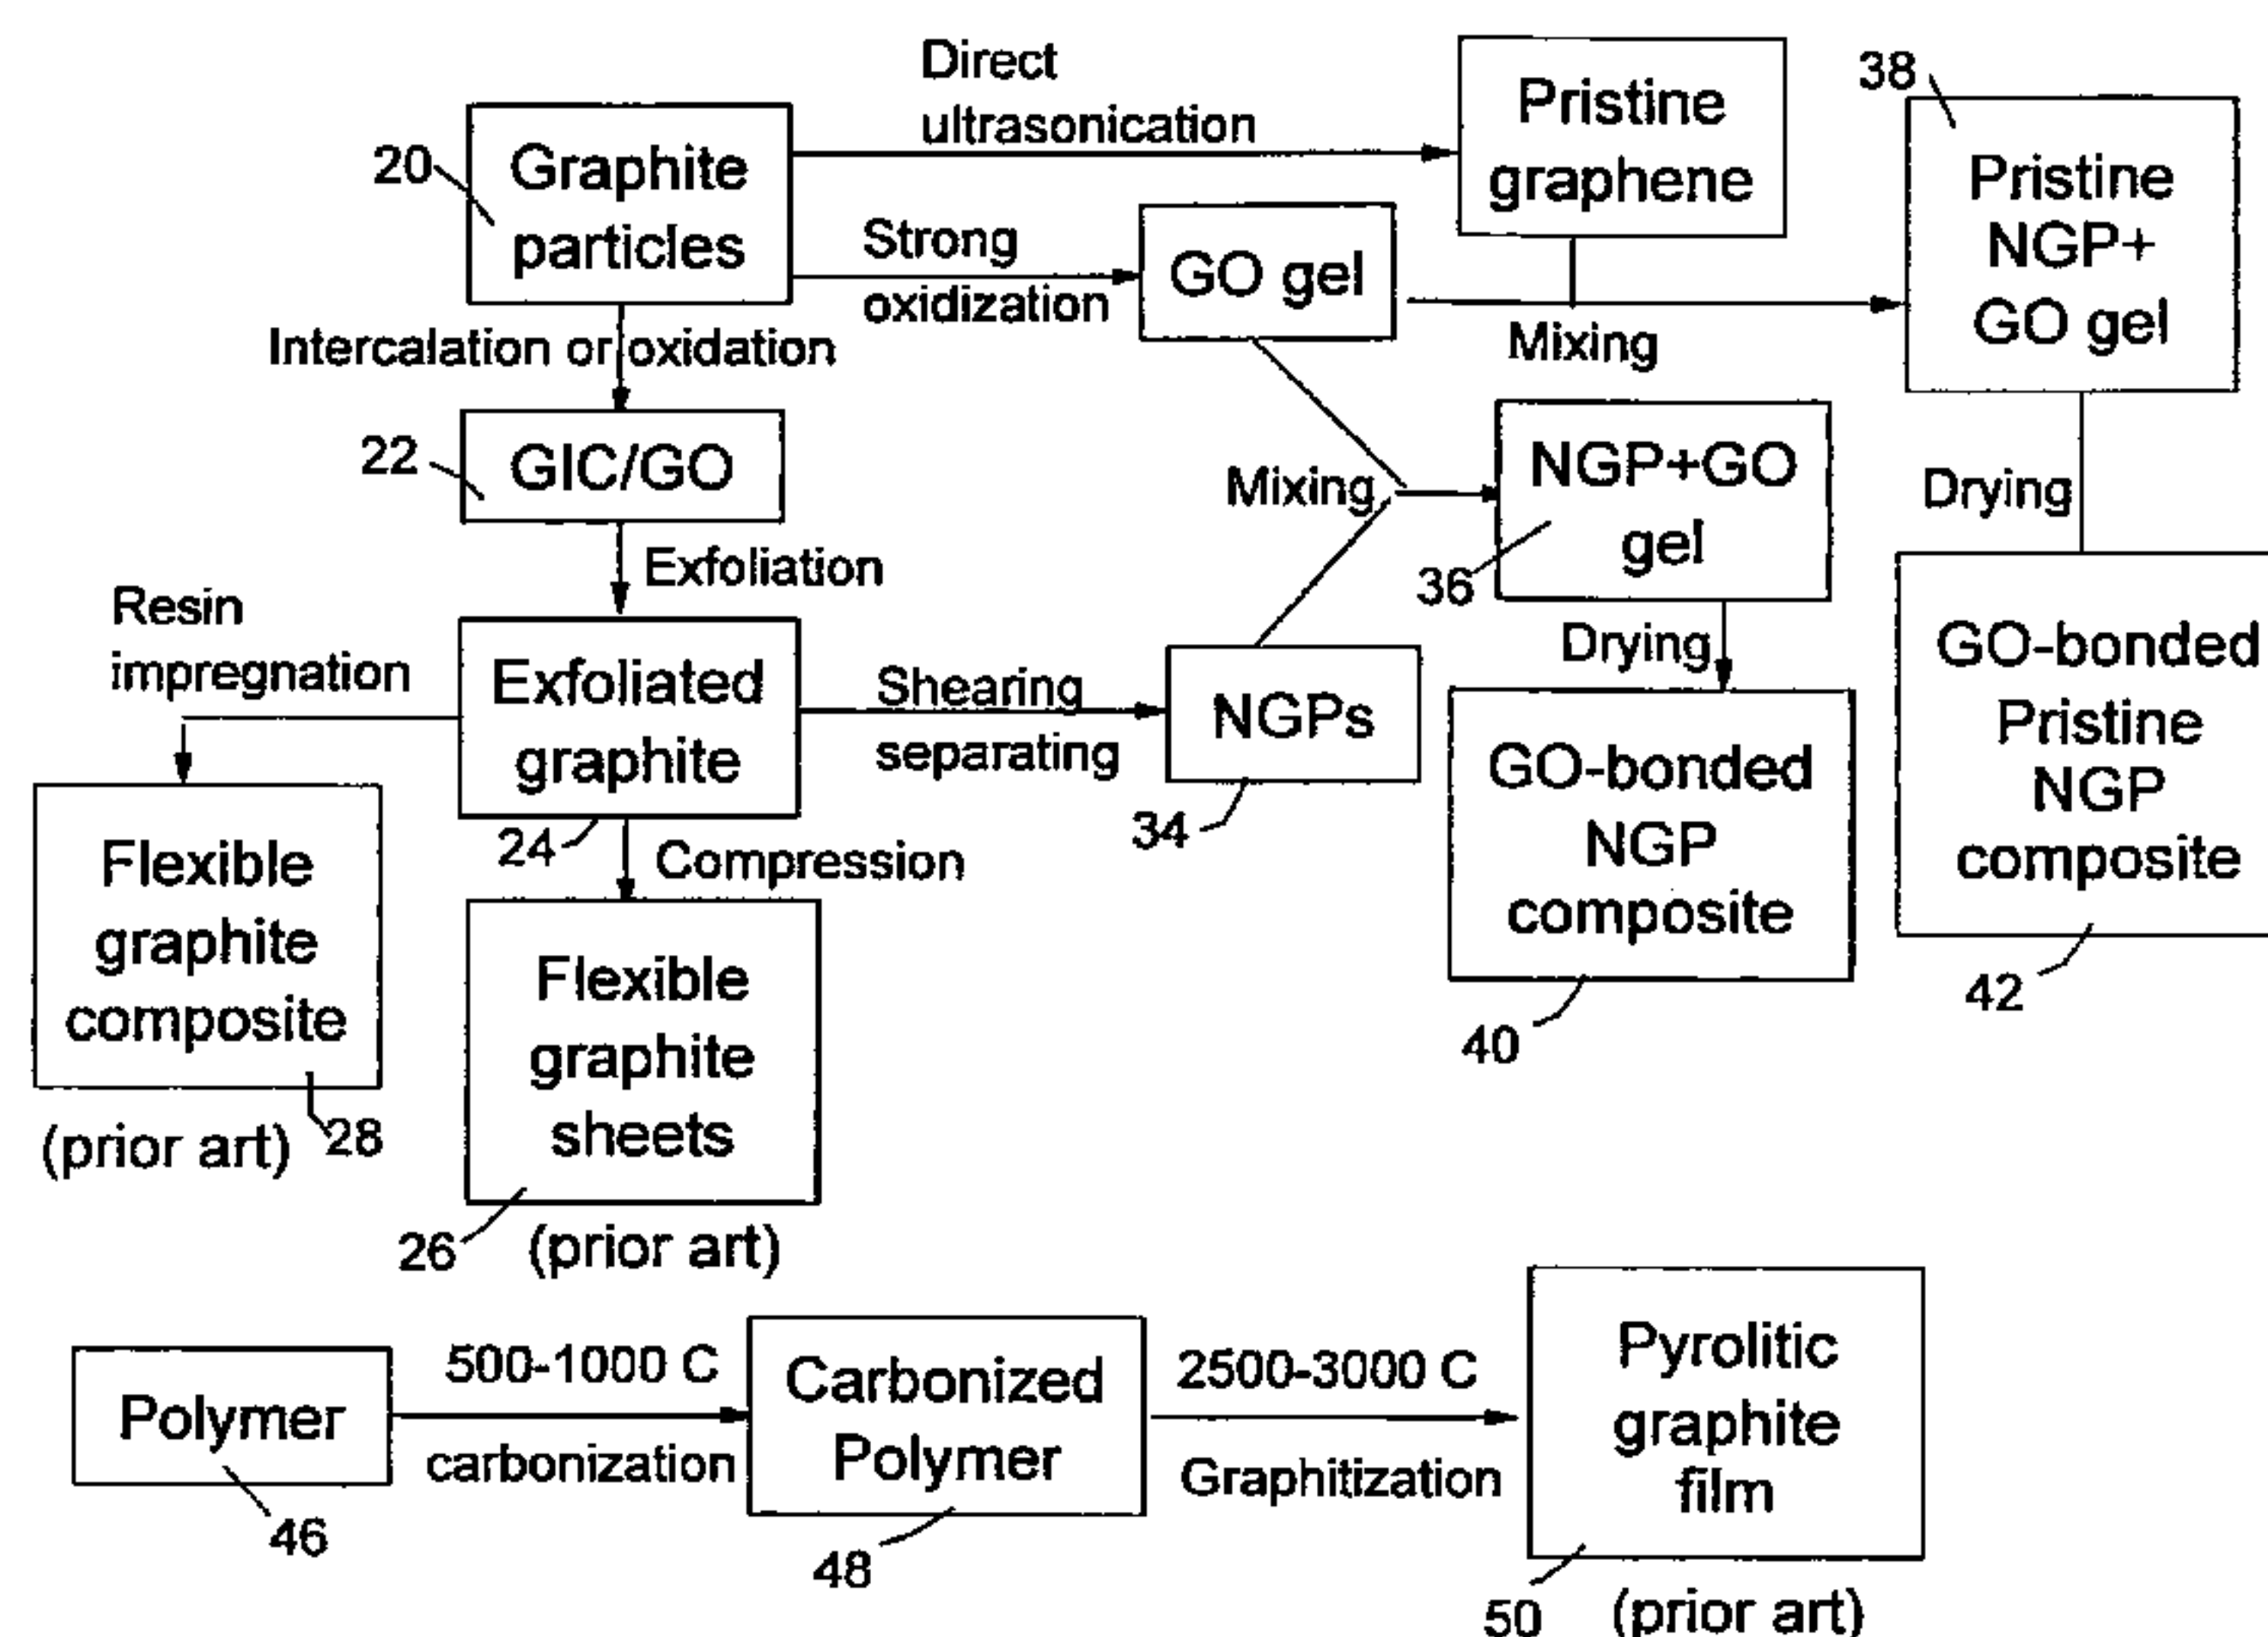 Direct
ultrasonication
Pristine
graphene
38
Pristine
NGP+
GO gel
20
Graphite
particles
Strong
oxidization
GO gel
Mixing
Intercalation or oxidation
22
GIC/GO
Mixing
NGP+GO
gel
36
Drying
Exfoliation
Resin
impregnation
Exfoliated
graphite
24
Shearing
separating
NGPs
34
Drying
GO-bonded
NGP
composite
40
GO-bonded
Pristine
NGP
composite
42
Compression
Flexible
graphite
composite
(prior art)
28
Flexible
graphite
sheets
26
(prior art)
Polymer
46
500-1000 C
carbonization
Carbonized
Polymer
48
2500-3000 C
Graphitization
Pyrolitic
graphite
film
50
(prior art)